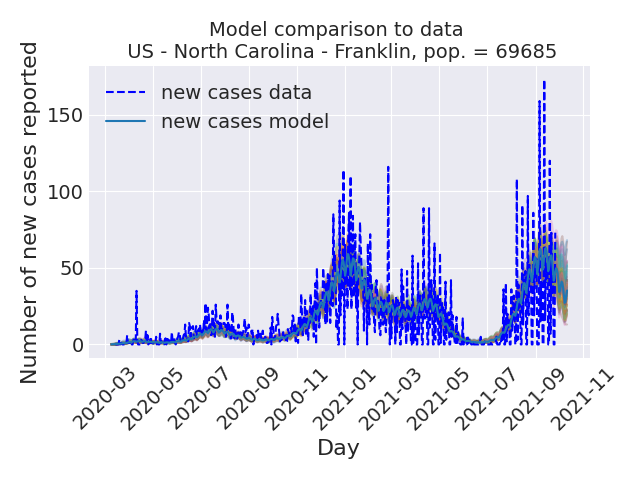 Model comparison to data
US - North Carolina - Franklin, pop. = 69685
Number of new cases reported
150
100
50
0
new cases data
new cases model
2020-03
2020-05
2020-07
2020-09
2020-11
2021-01
2021-03
2021-05
2021-07
2021-09
2021-11
Day